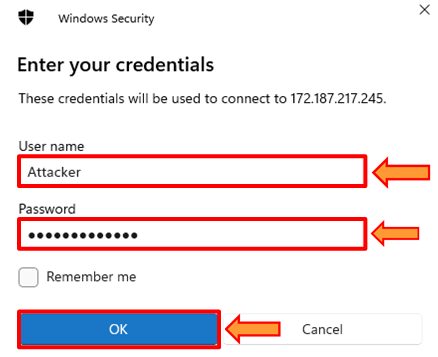 Windows Security
Enter your credentials
These credentials will be used to connect to 172.187.217.245.
User name
Attacker
Password
•••••••••••••
Remember me
OK
Cancel